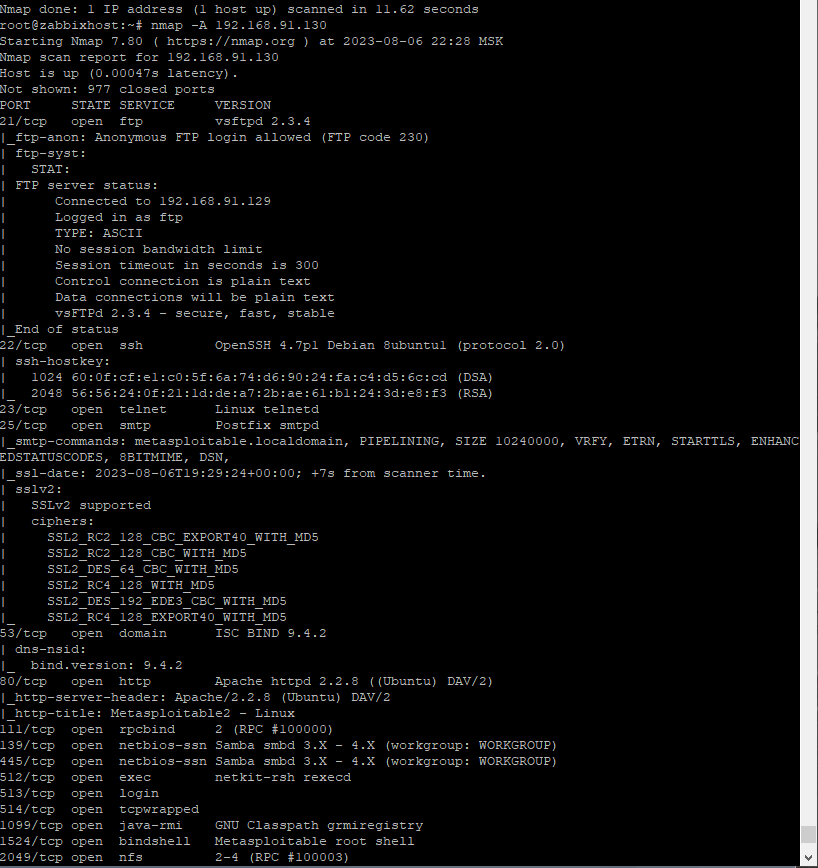 Nmap done: 1 IP address (1 host up) scanned in 11.62 seconds
root@zabbixhost:~# nmap -A 192.168.91.130
Starting Nmap 7.80 ( https://nmap.org ) at 2023-08-06 22:28 MSK
Nmap scan report for 192.168.91.130
Host is up (0.00047s latency).
Not shown: 977 closed ports
PORT     STATE SERVICE     VERSION
21/tcp   open  ftp         vsftpd 2.3.4
|_ftp-anon: Anonymous FTP login allowed (FTP code 230)
| ftp-syst:
|   STAT:
| FTP server status:
|      Connected to 192.168.91.129
|      Logged in as ftp
|      TYPE: ASCII
|      No session bandwidth limit
|      Session timeout in seconds is 300
|      Control connection is plain text
|      Data connections will be plain text
|      vsFTPd 2.3.4 - secure, fast, stable
|_End of status
22/tcp   open  ssh         OpenSSH 4.7p1 Debian 8ubuntu1 (protocol 2.0)
| ssh-hostkey:
|   1024 60:0f:cf:e1:c0:5f:6a:74:d6:90:24:fa:c4:d5:6c:cd (DSA)
|_  2048 56:56:24:0f:21:1d:de:a7:2b:ae:61:b1:24:3d:e8:f3 (RSA)
23/tcp   open  telnet      Linux telnetd
25/tcp   open  smtp        Postfix smtpd
|_smtp-commands: metasploitable.localdomain, PIPELINING, SIZE 10240000, VRFY, ETRN, STARTTLS, ENHANC
EDSTATUSCODES, 8BITMIME, DSN,
|_ssl-date: 2023-08-06T19:29:24+00:00; +7s from scanner time.
| sslv2:
|   SSLv2 supported
|   ciphers:
|     SSL2_RC2_128_CBC_EXPORT40_WITH_MD5
|     SSL2_RC2_128_CBC_WITH_MD5
|     SSL2_DES_64_CBC_WITH_MD5
|     SSL2_RC4_128_WITH_MD5
|     SSL2_DES_192_EDE3_CBC_WITH_MD5
|_    SSL2_RC4_128_EXPORT40_WITH_MD5
53/tcp   open  domain      ISC BIND 9.4.2
| dns-nsid:
|_  bind.version: 9.4.2
80/tcp   open  http        Apache httpd 2.2.8 ((Ubuntu) DAV/2)
|_http-server-header: Apache/2.2.8 (Ubuntu) DAV/2
|_http-title: Metasploitable2 - Linux
111/tcp  open  rpcbind     2 (RPC #100000)
139/tcp  open  netbios-ssn Samba smbd 3.X - 4.X (workgroup: WORKGROUP)
445/tcp  open  netbios-ssn Samba smbd 3.X - 4.X (workgroup: WORKGROUP)
512/tcp  open  exec        netkit-rsh rexecd
513/tcp  open  login
514/tcp  open  tcpwrapped
1099/tcp open  java-rmi    GNU Classpath grmiregistry
1524/tcp open  bindshell   Metasploitable root shell
2049/tcp open  nfs         2-4 (RPC #100003)